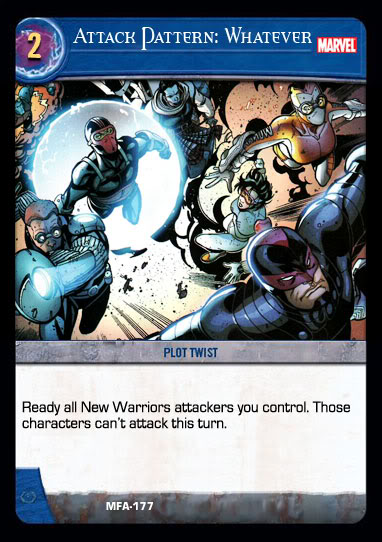 2
Attack Pattern: Whatever
MARVEL
PLOT TWIST
Ready all New Warriors attackers you control. Those
characters can't attack this turn.
MFA-177